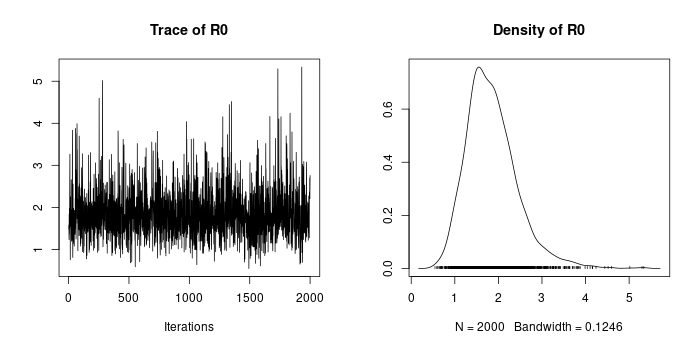 Trace of R0
5
4
3
2
1
0 500 1000 1500 2000
Iterations
Density of R0
0.6
0.4
0.2
0.0
0 1 2 3 4 5
N = 2000 Bandwidth = 0.1246